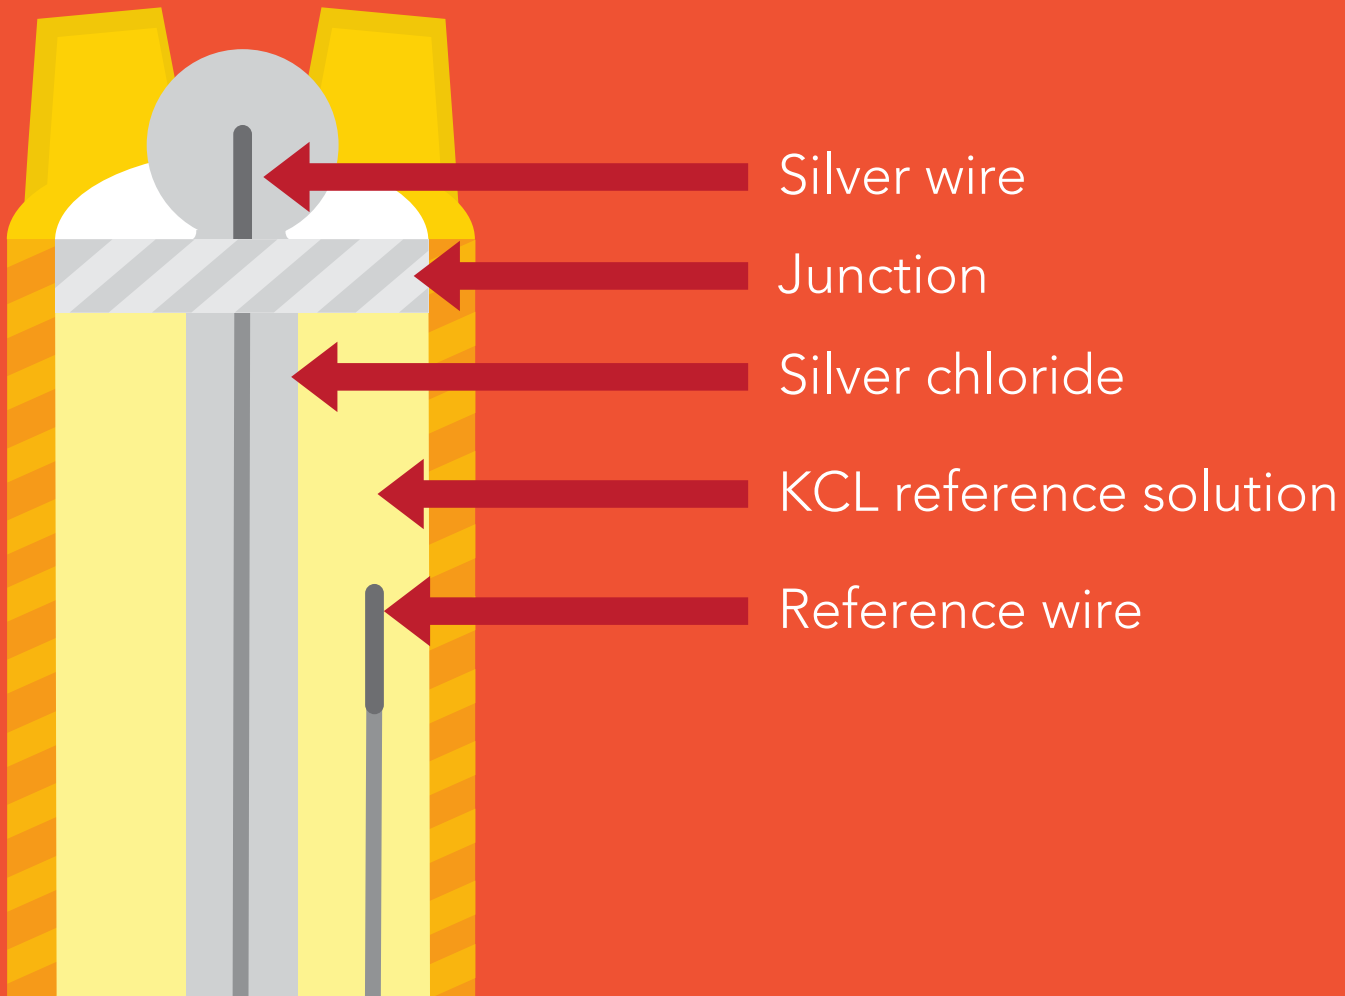 Silver wire
Junction
Silver chloride
KCL reference solution
Reference wire